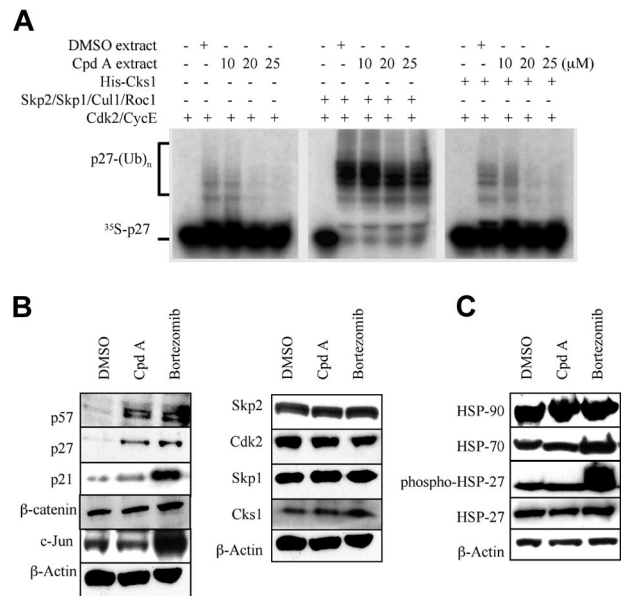 A
DMSO extract - + - - - - + - - - - + - - -
Cpd A extract - - 10 20 25 - - 10 20 25 - - 10 20 25 (μM)
His-Cks1 - - - - - - - - - - + + + + +
Skp2/Skp1/Cul1/Roc1 - - - - - + + + + + - - - - -
Cdk2/CycE + + + + + + + + + + + + + + +
p27-(Ub)n
35S-p27
B
DMSO
Cpd A
Bortezomib
p57
p27
p21
β-catenin
c-Jun
β-Actin
DMSO
Cpd A
Bortezomib
Skp2
Cdk2
Skp1
Cks1
β-Actin
C
DMSO
Cpd A
Bortezomib
HSP-90
HSP-70
phospho-HSP-27
HSP-27
β-Actin